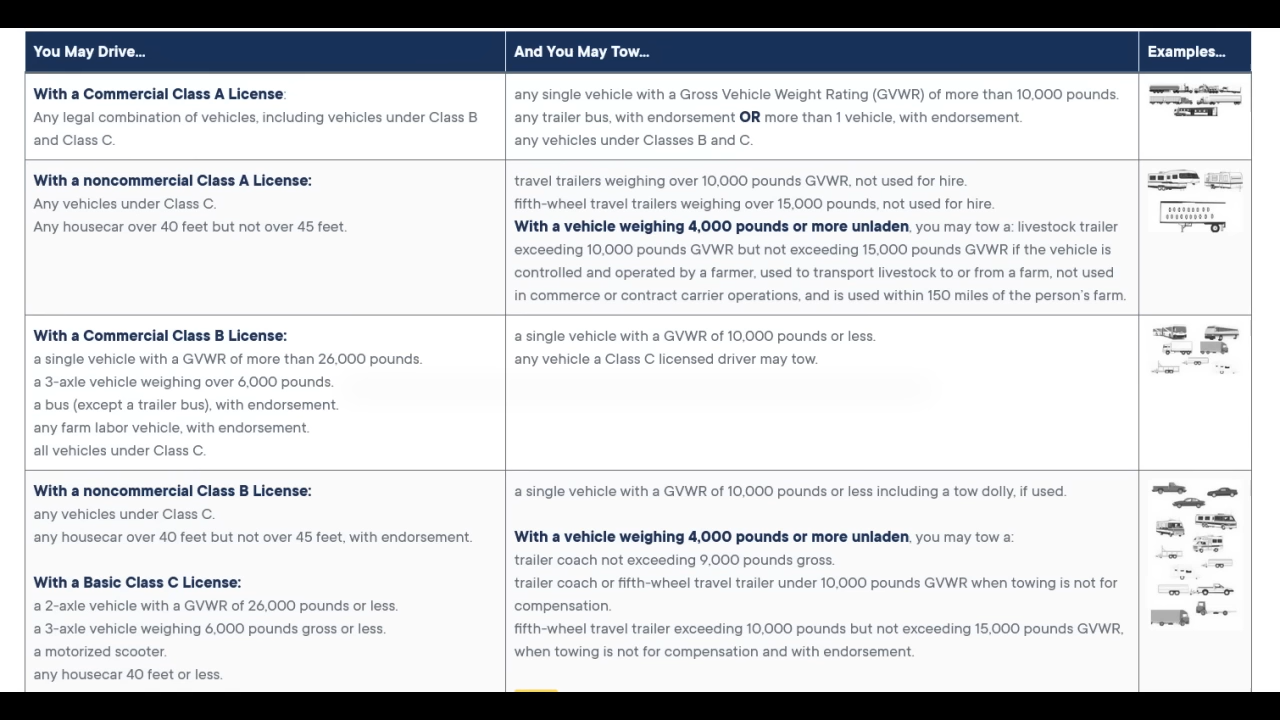 You May Drive...
And You May Tow...
Examples...
With a Commercial Class A License:
Any legal combination of vehicles, including vehicles under Class B
and Class C.
any single vehicle with a Gross Vehicle Weight Rating (GVWR) of more than 10,000 pounds.
any trailer bus, with endorsement OR more than 1 vehicle, with endorsement.
any vehicles under Classes B and C.
With a noncommercial Class A License:
Any vehicles under Class C.
Any housecar over 40 feet but not over 45 feet.
travel trailers weighing over 10,000 pounds GVWR, not used for hire.
fifth-wheel travel trailers weighing over 15,000 pounds, not used for hire.
With a vehicle weighing 4,000 pounds or more unladen, you may tow a: livestock trailer
exceeding 10,000 pounds GVWR but not exceeding 15,000 pounds GVWR if the vehicle is
controlled and operated by a farmer, used to transport livestock to or from a farm, not used
in commerce or contract carrier operations, and is used within 150 miles of the person's farm.
With a Commercial Class B License:
a single vehicle with a GVWR of more than 26,000 pounds.
a 3-axle vehicle weighing over 6,000 pounds.
a bus (except a trailer bus), with endorsement.
any farm labor vehicle, with endorsement.
all vehicles under Class C.
a single vehicle with a GVWR of 10,000 pounds or less.
any vehicle a Class C licensed driver may tow.
With a noncommercial Class B License:
any vehicles under Class C.
any housecar over 40 feet but not over 45 feet, with endorsement.
With a Basic Class C License:
a 2-axle vehicle with a GVWR of 26,000 pounds or less.
a 3-axle vehicle weighing 6,000 pounds gross or less.
a motorized scooter.
any housecar 40 feet or less.
a single vehicle with a GVWR of 10,000 pounds or less including a tow dolly, if used.
With a vehicle weighing 4,000 pounds or more unladen, you may tow a:
trailer coach not exceeding 9,000 pounds gross.
trailer coach or fifth-wheel travel trailer under 10,000 pounds GVWR when towing is not for
compensation.
fifth-wheel travel trailer exceeding 10,000 pounds but not exceeding 15,000 pounds GVWR,
when towing is not for compensation and with endorsement.